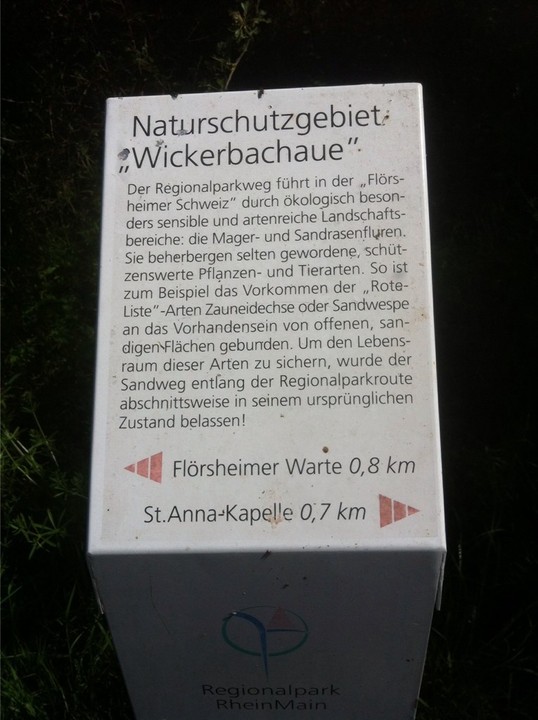 Naturschutzgebiet
„Wickerbachaue"
Der Regionalparkweg führt in der „Flörs-
heimer Schweiz" durch ökologisch beson-
ders sensible und artenreiche Landschafts-
bereiche: die Mager- und Sandrasenfluren.
Sie beherbergen selten gewordene, schüt-
zenswerte Pflanzen- und Tierarten. So ist
zum Beispiel das Vorkommen der „Rote-
Liste"-Arten Zauneidechse oder Sandwespe
an das Vorhandensein von offenen, san-
digen Flächen gebunden. Um den Lebens-
raum dieser Arten zu sichern, wurde der
Sandweg entlang der Regionalparkroute
abschnittsweise in seinem ursprünglichen
Zustand belassen!
Flörsheimer Warte 0,8 km
St.Anna-Kapelle 0,7 km
Regionalpark
RheinMain